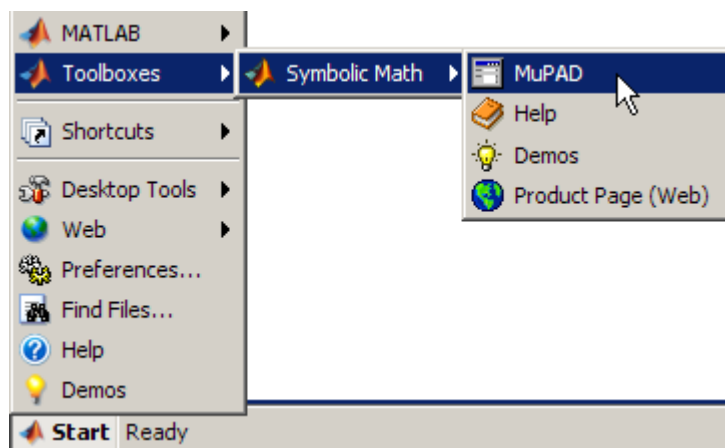 MATLAB
Toolboxes
Symbolic Math
MuPAD
Help
Demos
Product Page (Web)
Shortcuts
Desktop Tools
Web
Preferences...
Find Files...
Help
Demos
Start Ready